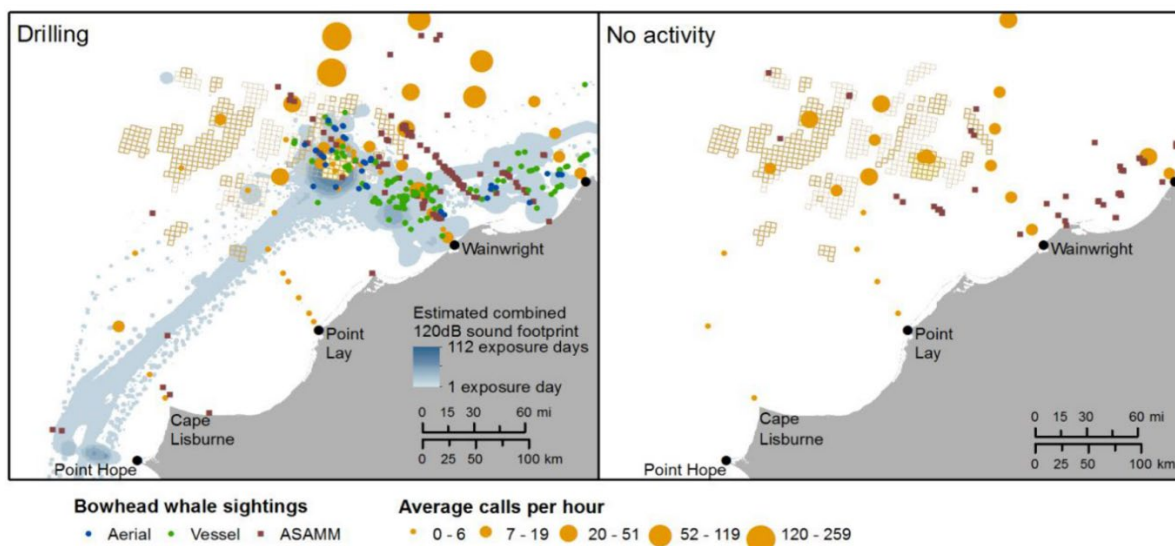 Drilling
No activity
Wainwright
Wainwright
Estimated combined
120dB sound footprint
112 exposure days
1 exposure day
Point
Lay
Point
Lay
0 15 30 60 mi
0 25 50 100 km
0 15 30 60 mi
0 25 50 100 km
Cape
Lisburne
Cape
Lisburne
Point Hope
Point Hope
Bowhead whale sightings
Aerial Vessel ASAMM
Average calls per hour
0 - 6 7 - 19 20 - 51 52 - 119 120 - 259